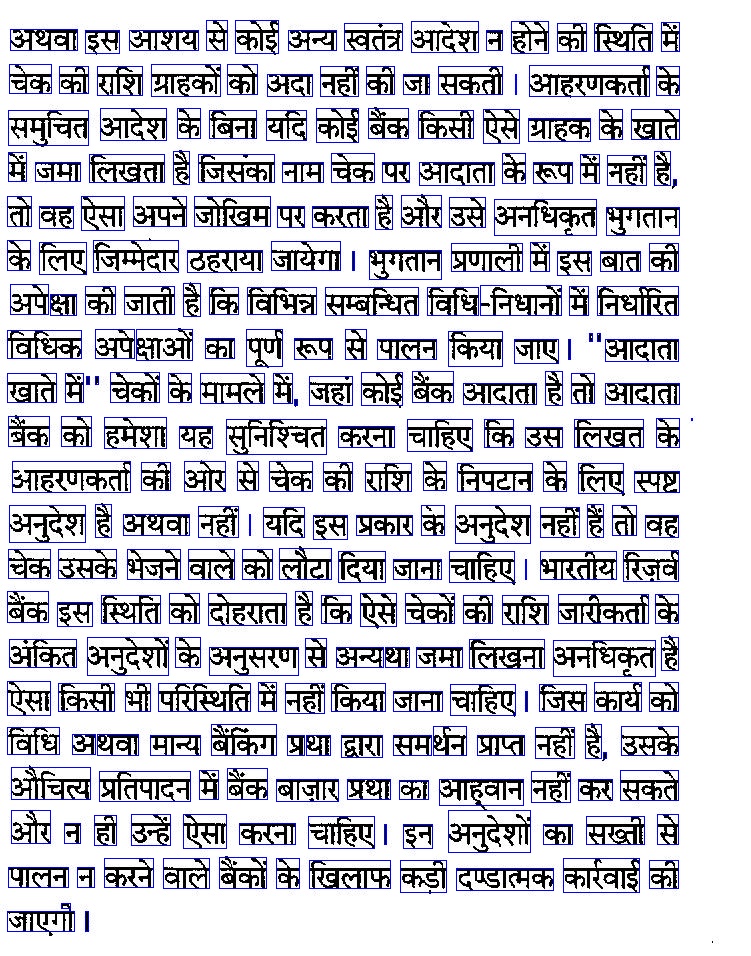 अथवा इस आशय से कोई अन्य स्वतंत्र आदेश न होने की स्थिति में
चेक की राशि ग्राहकों को अदा नहीं की जा सकती । आहरणकर्ता के
समुचित आदेश के बिना यदि कोई बैंक किसी ऐसे ग्राहक के खाते
में जमा लिखता है जिसका नाम चेक पर आदाता के रूप में नहीं है,
तो वह ऐसा अपने जोखिम पर करता है और उसे अनधिकृत भुगतान
के लिए जिम्मेदार ठहराया जायेगा । भुगतान प्रणाली में इस बात की
अपेक्षा की जाती है कि विभिन्न सम्बन्धित विधि-निधानों में निर्धारित
विधिक अपेक्षाओं का पूर्ण रूप से पालन किया जाए। "आदाता
खाते में" चेकों के मामले में, जहां कोई बैंक आदाता है तो आदाता
बैंक को हमेशा यह सुनिश्चित करना चाहिए कि उस लिखत के
आहरणकर्ता की ओर से चेक की राशि के निपटान के लिए स्पष्ट
अनुदेश है अथवा नहीं । यदि इस प्रकार के अनुदेश नहीं हैं तो वह
चेक उसके भेजने वाले को लौटा दिया जाना चाहिए । भारतीय रिज़र्व
बैंक इस स्थिति को दोहराता है कि ऐसे चेकों की राशि जारीकर्ता के
अंकित अनुदेशों के अनुसरण से अन्यथा जमा लिखना अनधिकृत है
ऐसा किसी भी परिस्थिति में नहीं किया जाना चाहिए । जिस कार्य को
विधि अथवा मान्य बैंकिंग प्रथा द्वारा समर्थन प्राप्त नहीं है, उसके
औचित्य प्रतिपादन में बैंक बाज़ार प्रथा का आह्वान नहीं कर सकते
और न ही उन्हें ऐसा करना चाहिए । इन अनुदेशों का सख्ती से
पालन न करने वाले बैंकों के खिलाफ कड़ी दण्डात्मक कार्रवाई की
जाएगी ।